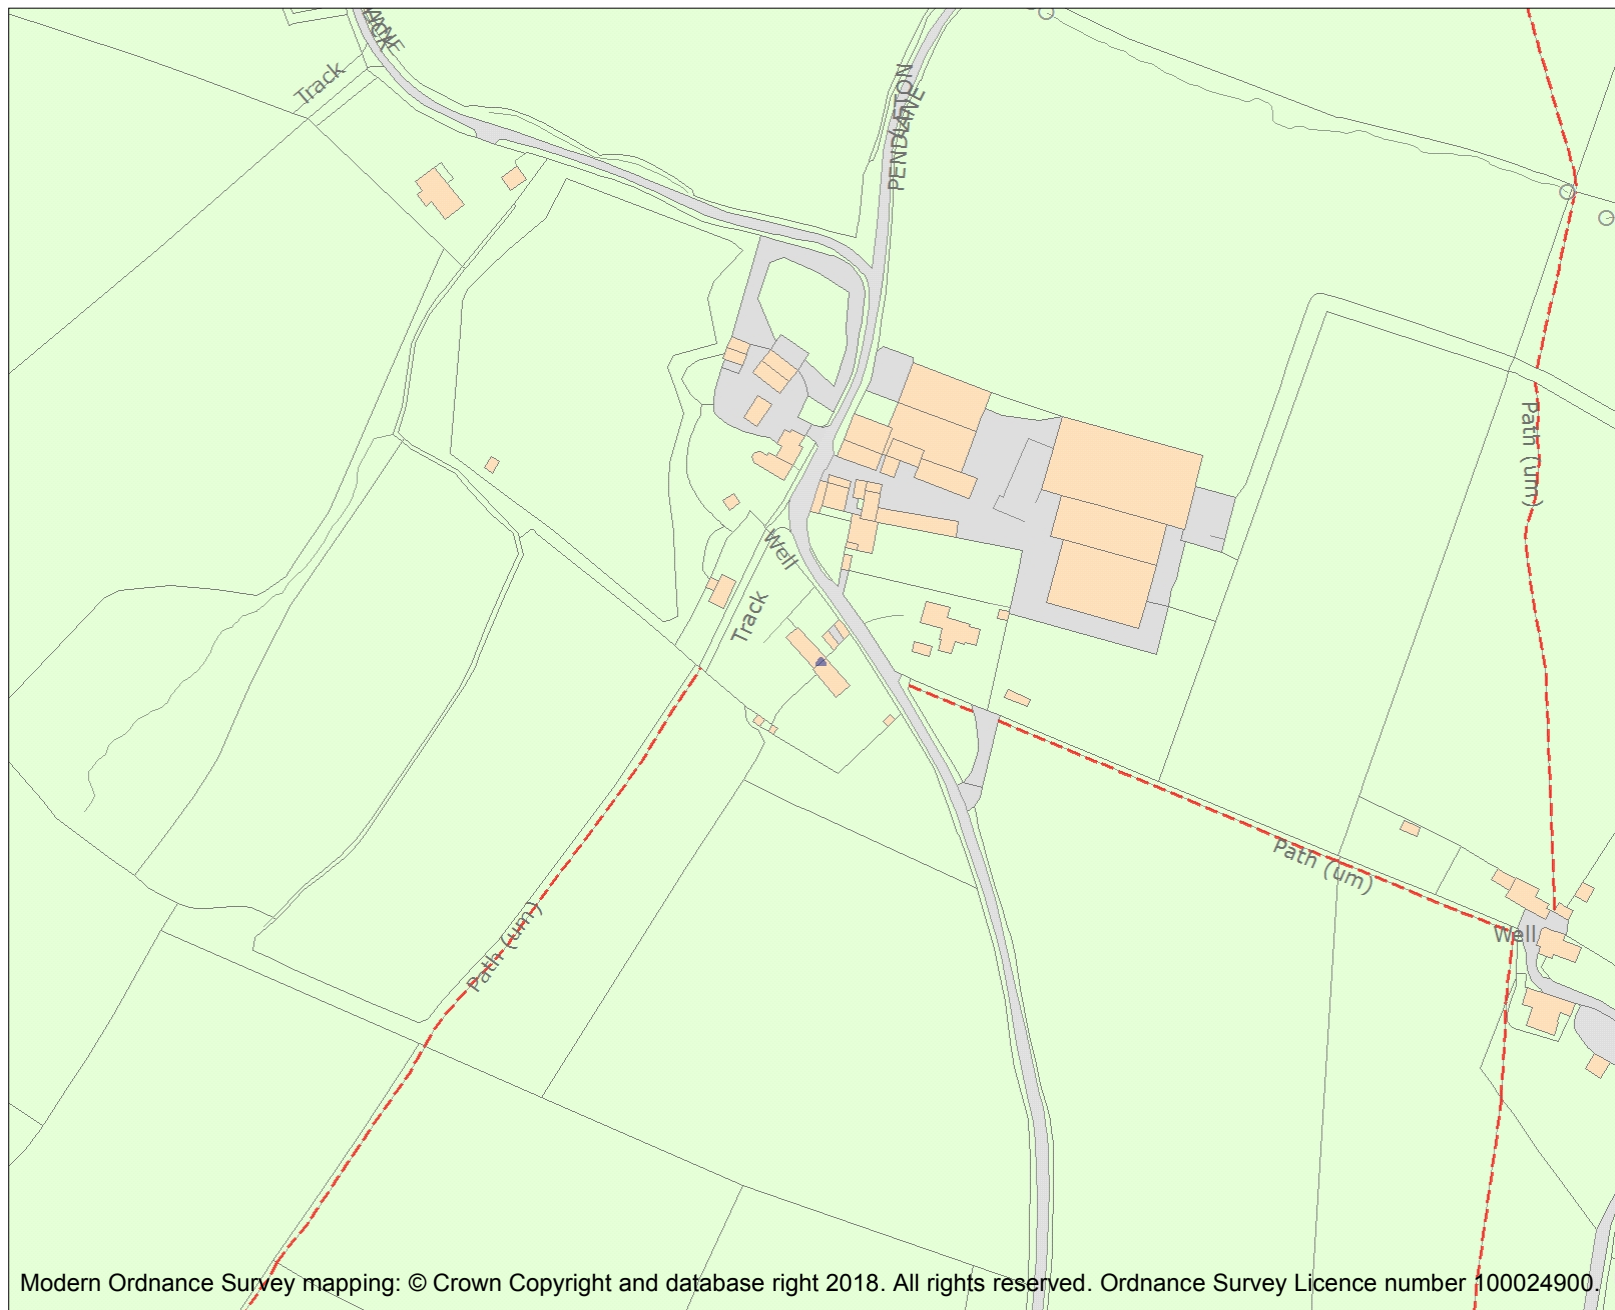 LANE
Track
PENDLETON
LANE
Path (um)
Well
Track
Path (um)
Path (um)
Well
Modern Ordnance Survey mapping: © Crown Copyright and database right 2018. All rights reserved. Ordnance Survey Licence number 100024900.